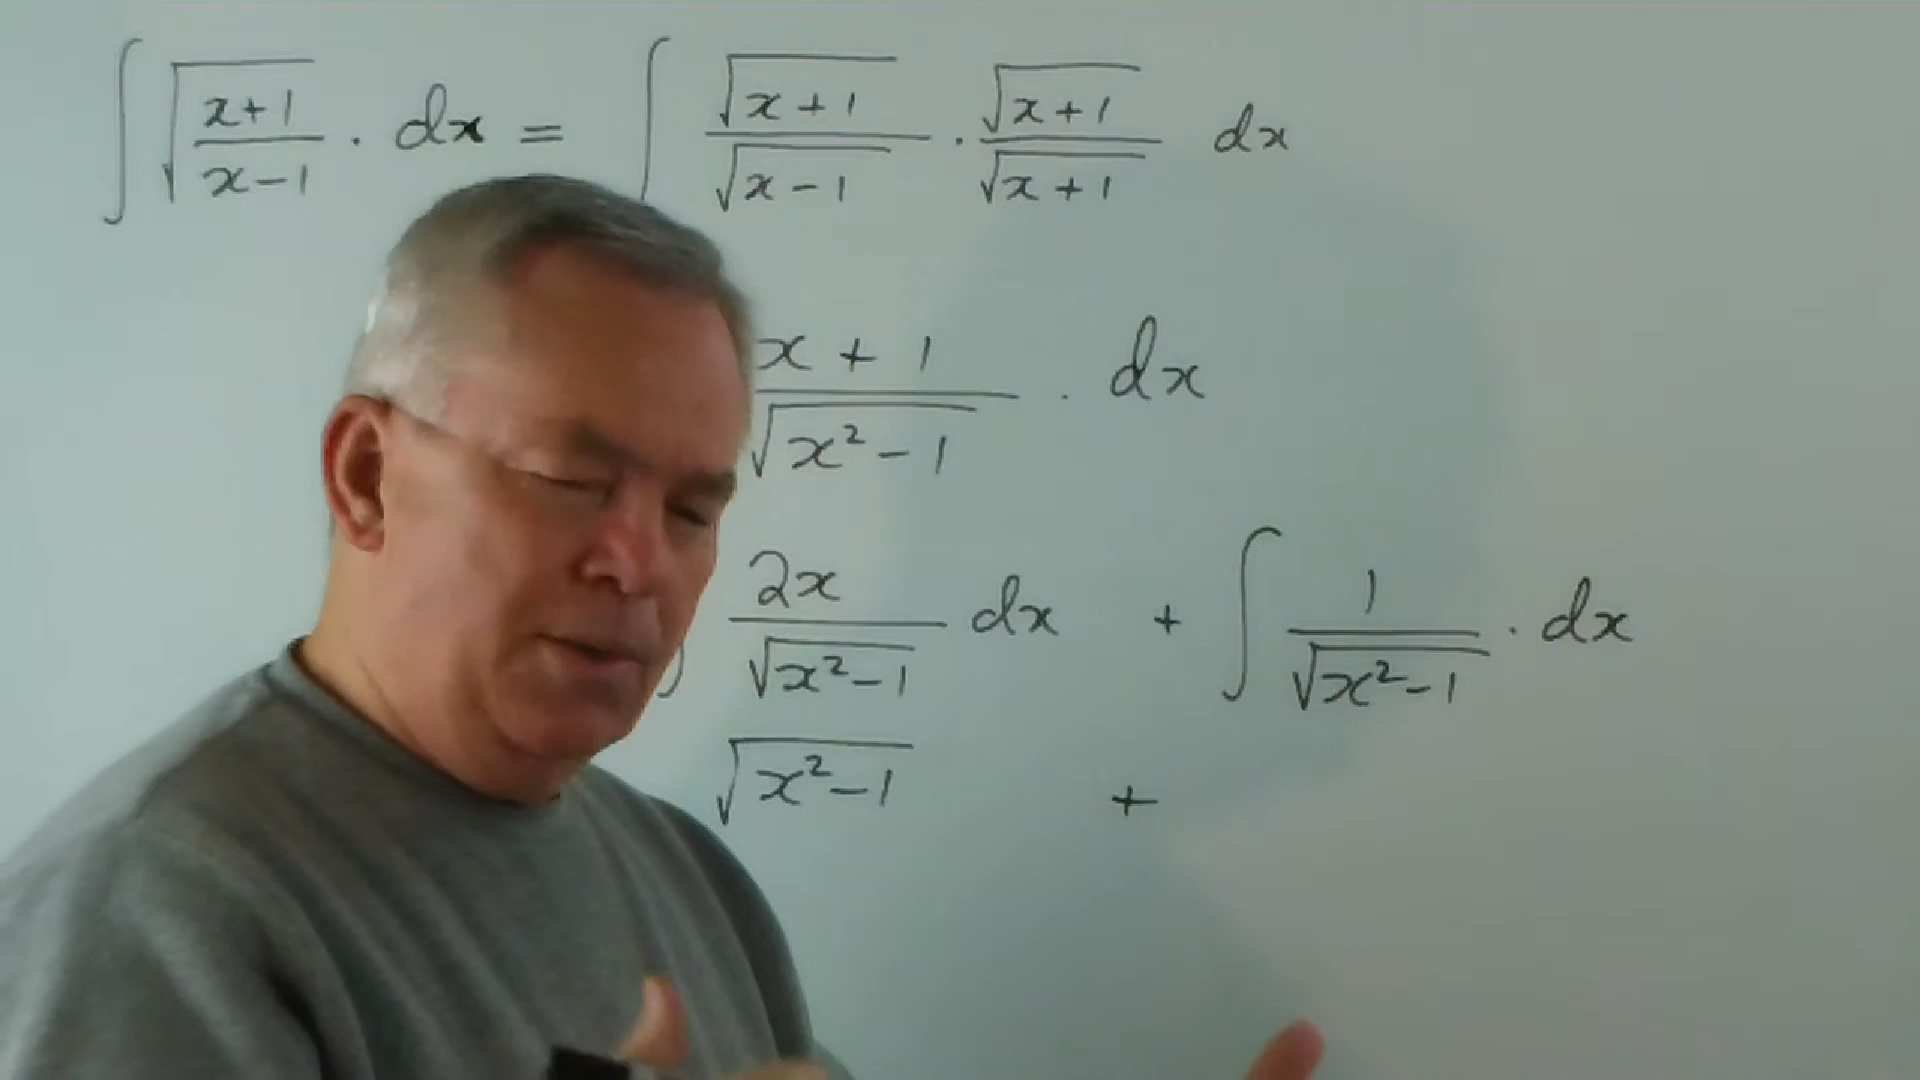 ∫ √((x+1)/(x-1)) · dx = ∫ √(x+1)/√(x-1) · √(x+1)/√(x+1) dx
(x+1)/√(x²-1) · dx
∫ 2x/√(x²-1) dx + ∫ 1/√(x²-1) · dx
√(x²-1) +